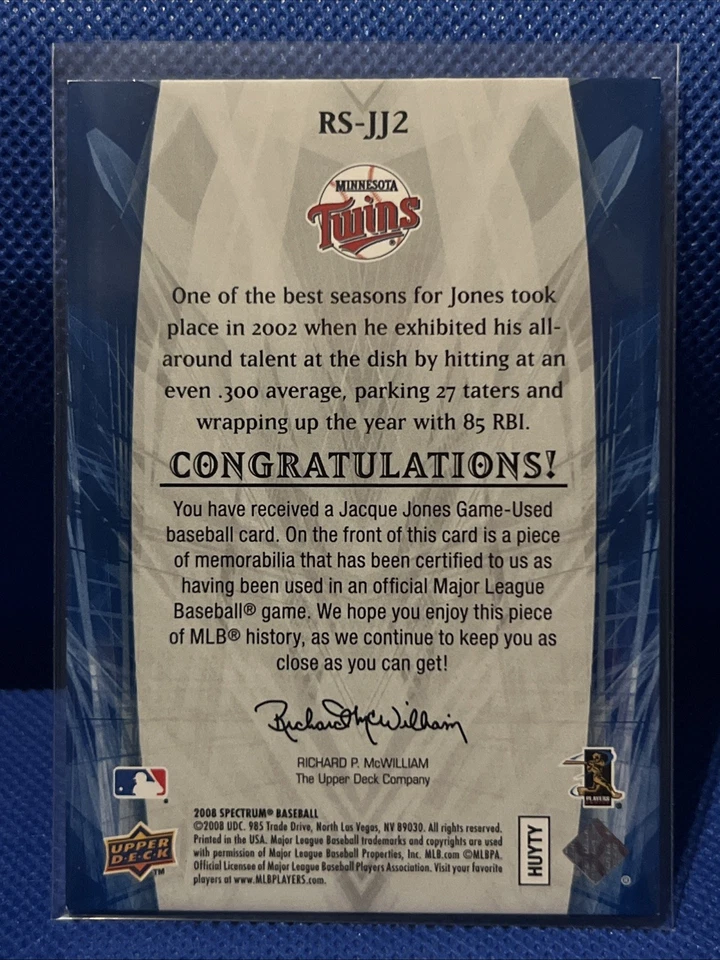 RS-JJ2
MINNESOTA
Twins
®
One of the best seasons for Jones took
place in 2002 when he exhibited his all-
around talent at the dish by hitting at an
even .300 average, parking 27 taters and
wrapping up the year with 85 RBI.
CONGRATULATIONS!
You have received a Jacque Jones Game-Used
baseball card. On the front of this card is a piece
of memorabilia that has been certified to us as
having been used in an official Major League
Baseball® game. We hope you enjoy this piece
of MLB® history, as we continue to keep you as
close as you can get!
Richard P McWilliam
RICHARD P. McWILLIAM
The Upper Deck Company
PLAYERS
2008 SPECTRUM® BASEBALL
©2008 UDC. 985 Trade Drive, North Las Vegas, NV 89030. All rights reserved.
Printed in the USA. Major League Baseball trademarks and copyrights are used
with permission of Major League Baseball Properties, Inc. MLB.com ©MLBPA.
Official Licensee of Major League Baseball Players Association. Visit your favorite
players at www.MLBPLAYERS.com.
UPPER
D·E·C·K
TM
HUYTY
®